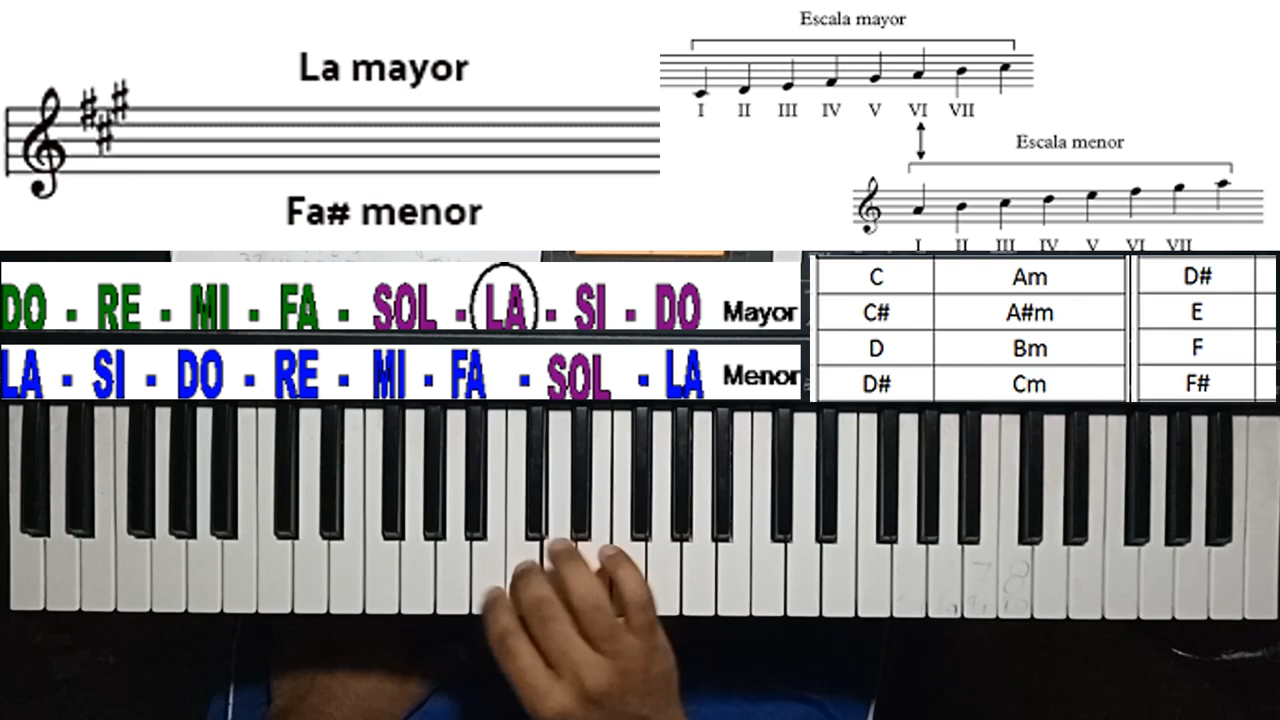 La mayor
Fa# menor
Escala mayor
I II III IV V VI VII
Escala menor
I II III IV V VI VII
DO - RE - MI - FA - SOL - LA - SI - DO Mayor
LA - SI - DO - RE - MI - FA - SOL - LA Menor
C Am D#
C# A#m E
D Bm F
D# Cm F#